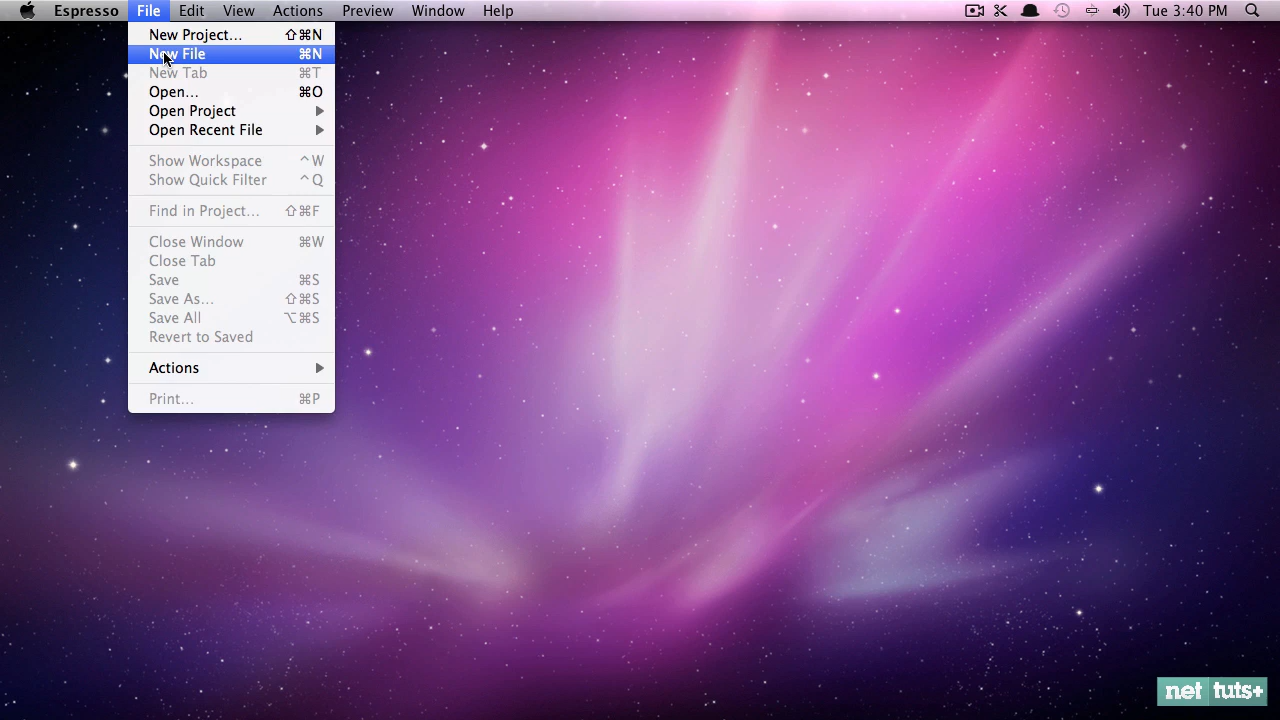 Espresso File Edit View Actions Preview Window Help Tue 3:40 PM
New Project... ⇧⌘N
New File ⌘N
New Tab ⌘T
Open... ⌘O
Open Project
Open Recent File
Show Workspace ^W
Show Quick Filter ^Q
Find in Project... ⇧⌘F
Close Window ⌘W
Close Tab
Save ⌘S
Save As... ⇧⌘S
Save All ⌥⌘S
Revert to Saved
Actions
Print... ⌘P
net tuts+